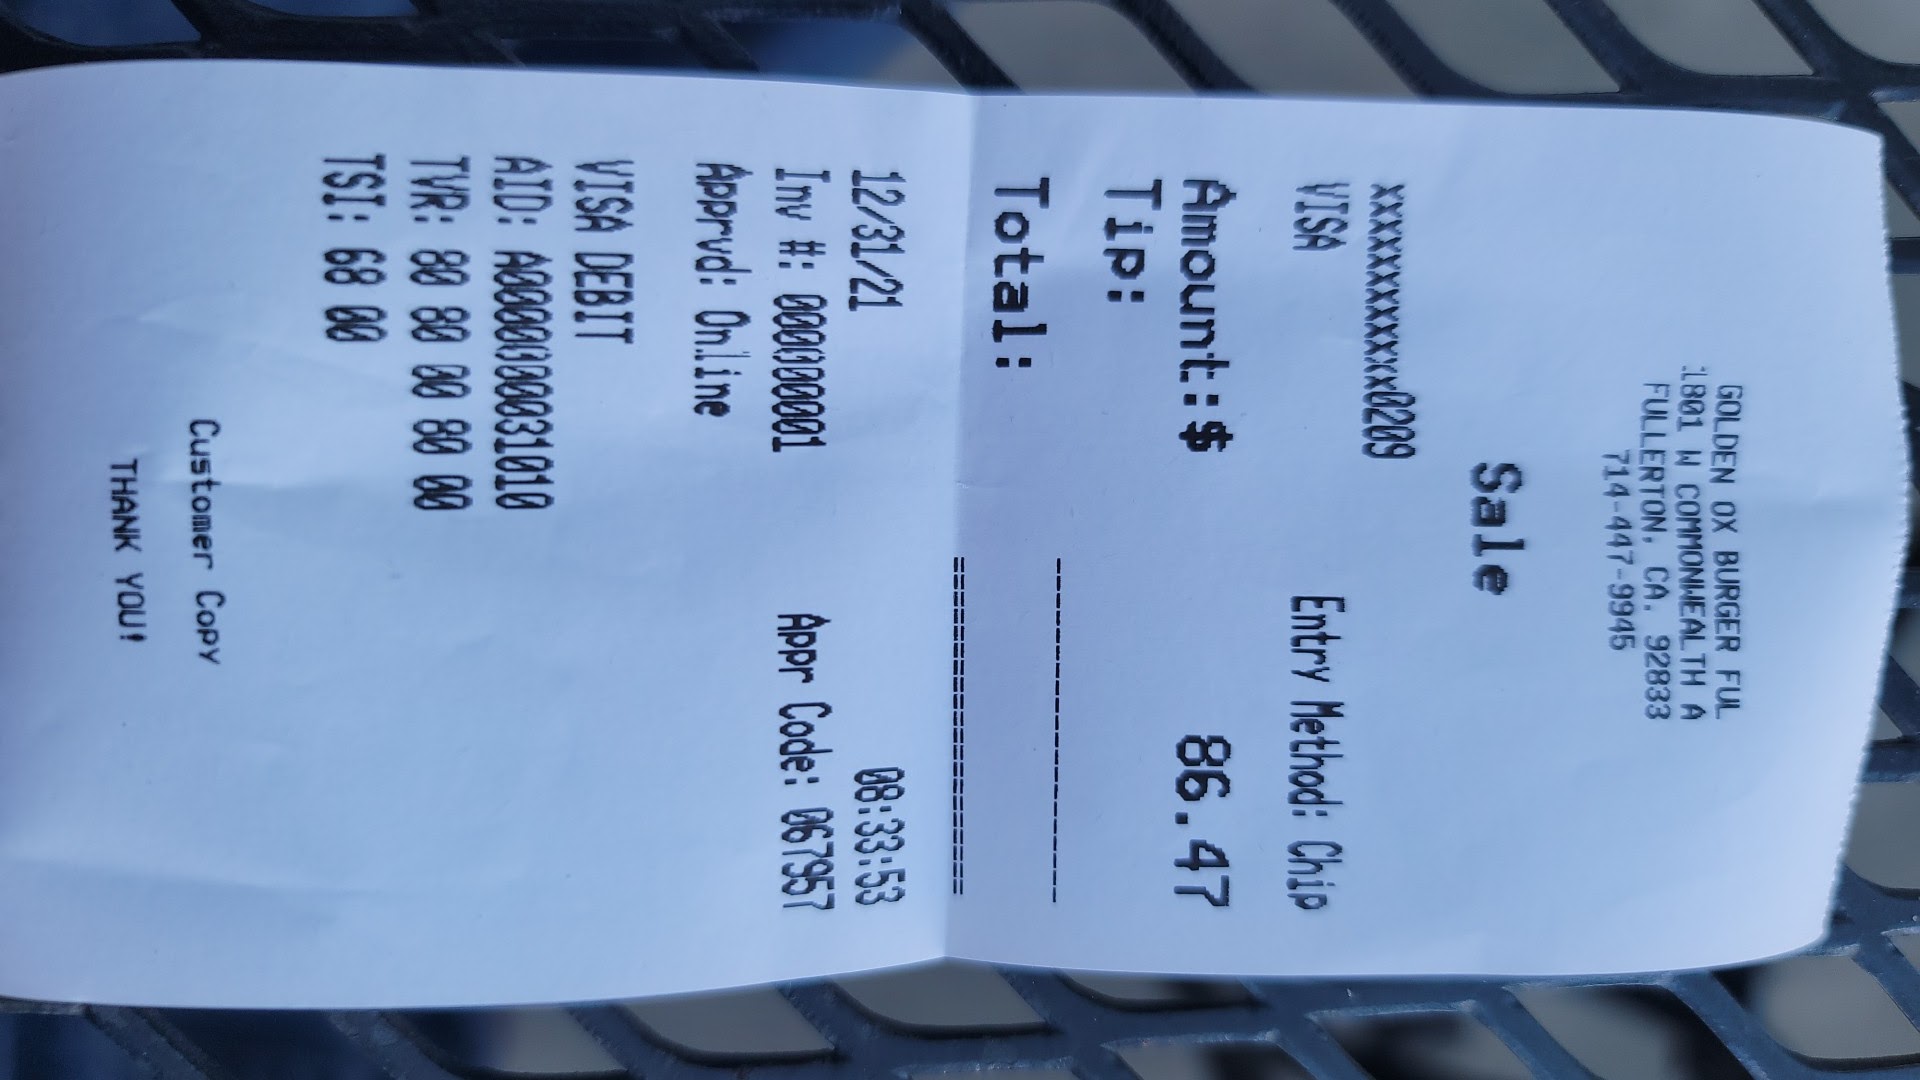 GOLDEN OX BURGER FUL
1801 W COMMONWEALTH A
FULLERTON, CA. 92833
714-447-9945
Sale
xxxxxxxxxxxx0209
VISA Entry Method: Chip
Amount:$ 86.47
Tip:
Total:
12/31/21 08:33:53
Inv #: 000000001 Appr Code: 067957
Apprvd: Online
VISA DEBIT
AID: A0000000031010
TVR: 80 80 00 80 00
TSI: 68 00
Customer Copy
THANK YOU!